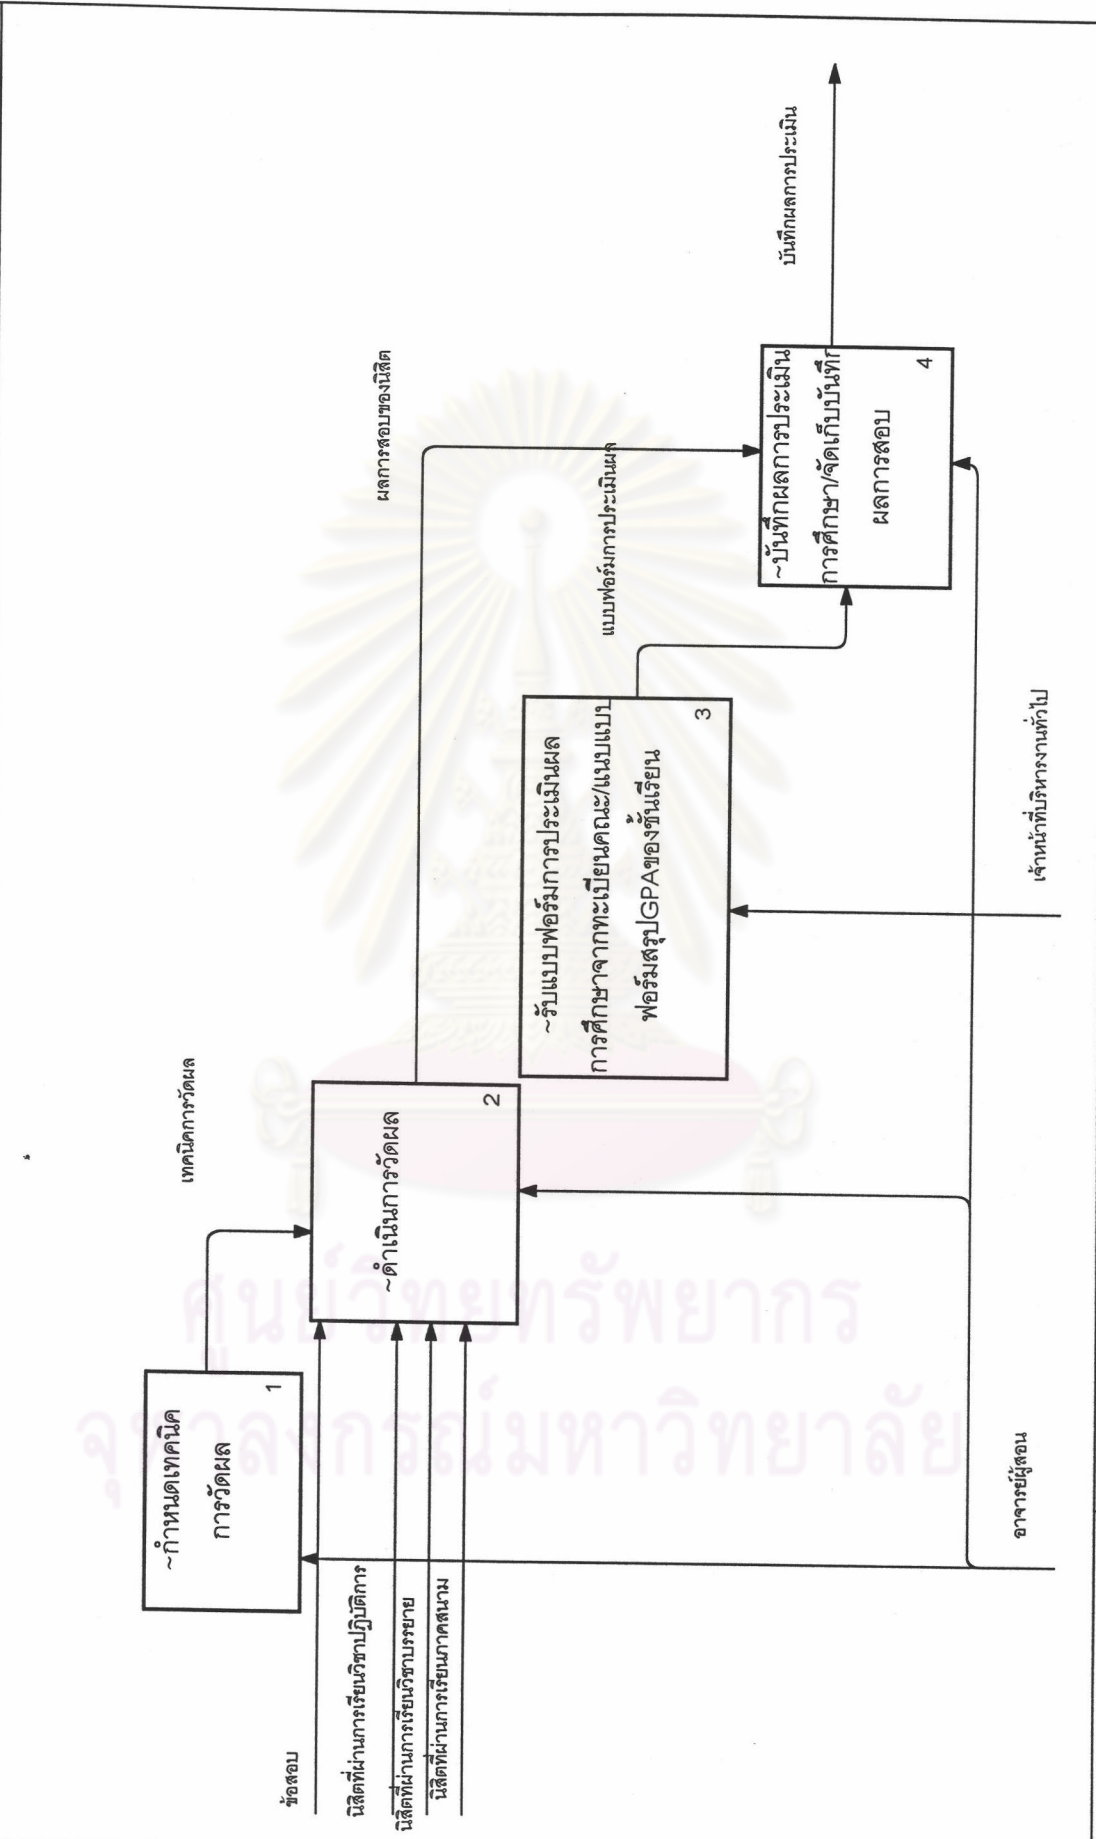 เทคนิคการวัดผล
ผลการสอบของนิสิต
บันทึกผลการประเมิน
~กำหนดเทคนิค
การวัดผล
1
ข้อสอบ
นิสิตที่ผ่านการเรียนวิชาปฏิบัติการ
นิสิตที่ผ่านการเรียนวิชาบรรยาย
นิสิตที่ผ่านการเรียนภาคสนาม
~ดำเนินการวัดผล
2
~รับแบบฟอร์มการประเมินผล
การศึกษาจากทะเบียนคณะ/แนบแบบ
ฟอร์มสรุปGPAของชั้นเรียน
3
แบบฟอร์มการประเมินผล
~บันทึกผลการประเมิน
การศึกษา/จัดเก็บบันทึก
ผลการสอบ
4
อาจารย์ผู้สอน
เจ้าหน้าที่บริหารงานทั่วไป
ศูนย์วิทยทรัพยากร
จุฬาลงกรณ์มหาวิทยาลัย